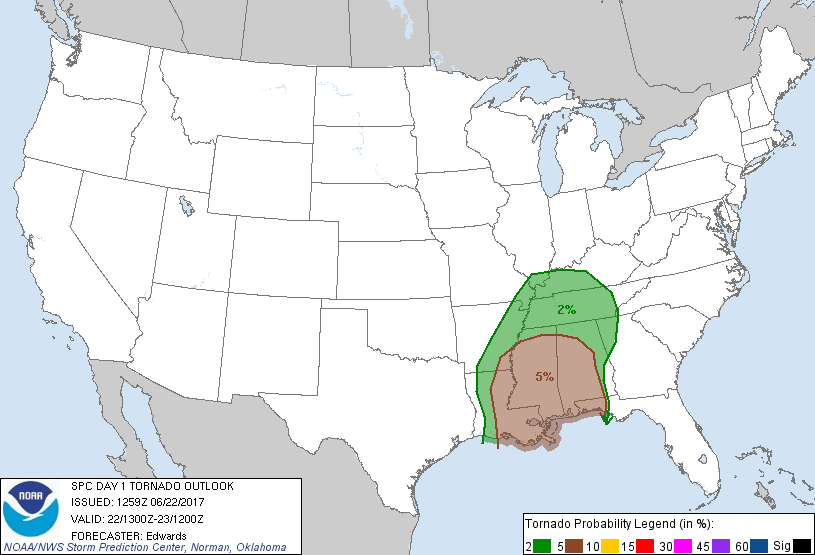 2%
5%
NOAA
SPC DAY 1 TORNADO OUTLOOK
ISSUED: 1259Z 06/22/2017
VALID: 22/1300Z-23/1200Z
FORECASTER: Edwards
NOAA/NWS Storm Prediction Center, Norman, Oklahoma
Tornado Probability Legend (in %):
2 5 10 15 30 45 60 Sig